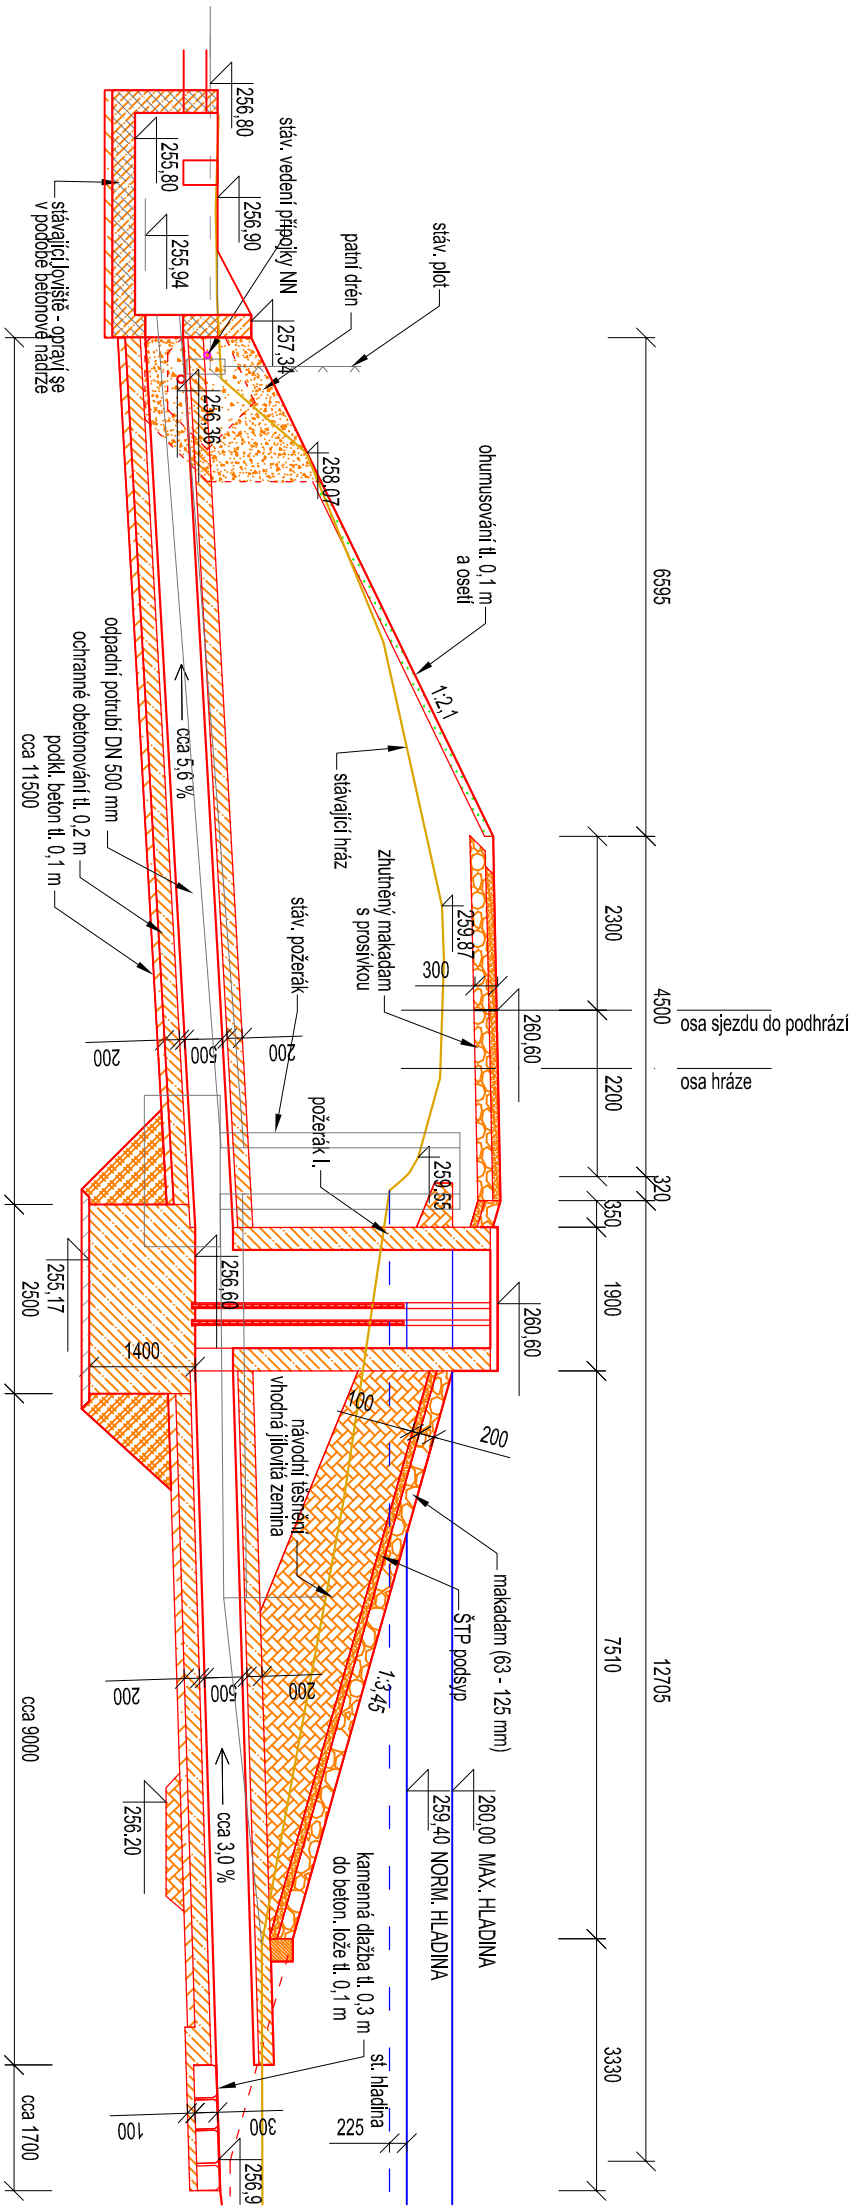 6595
4500
320
12705
2300
2200
350
1900
7510
3330
osa sjezdu do podhrází
osa hráze
stáv. plot
patní drén
stáv. vedení přípojky NN
ohumusování tl. 0,1 m
a osetí
1:2,1
stávající hráz
zhutněný makadam
s prosívkou
300
259.87
260,60
260,60
259.55
požerák I.
stáv. požerák
256,80
256,90
257,34
258,07
255,80
255,94
256,36
stávající loviště - opraví se
v podobě betonové nádrže
cca 5,6 %
odpadní potrubí DN 500 mm
ochranné obetonování tl. 0,2 m
podkl. beton tl. 0,1 m
200
500
200
256,60
255,17
1400
návodní těsnění
vhodná jílovitá zemina
100
200
makadam (63 - 125 mm)
ŠTP podsyp
1:3,45
260,00 MAX. HLADINA
259,40 NORM. HLADINA
200
500
200
cca 3,0 %
256.20
kamenná dlažba tl. 0,3 m
do beton. lože tl. 0,1 m
st. hladina
225
300
100
256,9
cca 11500
2500
cca 9000
cca 1700